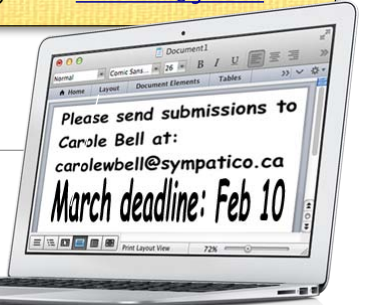 Document1
Normal Comic Sans... 26 B I U
Home Layout Document Elements Tables
Please send submissions to
Carole Bell at:
carolewbell@sympatico.ca
March deadline: Feb 10
Print Layout View 72%